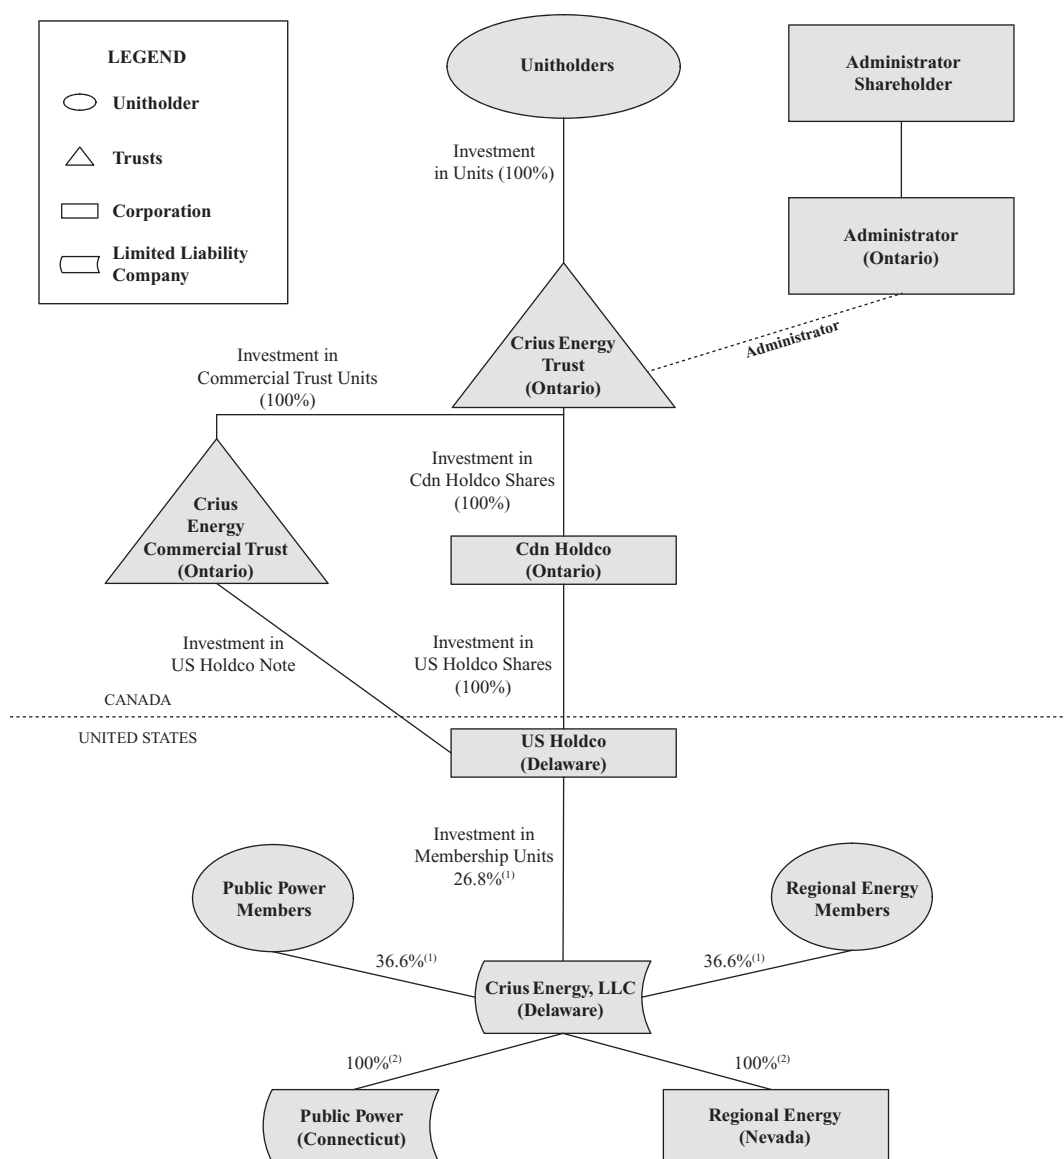 LEGEND
Unitholder
Trusts
Corporation
Limited Liability
Company
Unitholders
Administrator
Shareholder
Investment
in Units (100%)
Administrator
(Ontario)
Administrator
Crius Energy
Trust
(Ontario)
Investment in
Commercial Trust Units
(100%)
Investment in
Cdn Holdco Shares
(100%)
Crius
Energy
Commercial Trust
(Ontario)
Cdn Holdco
(Ontario)
Investment in
US Holdco Note
Investment in
US Holdco Shares
(100%)
CANADA
UNITED STATES
US Holdco
(Delaware)
Investment in
Membership Units
26.8%(1)
Public Power
Members
Regional Energy
Members
36.6%(1)
36.6%(1)
Crius Energy, LLC
(Delaware)
100%(2)
100%(2)
Public Power
(Connecticut)
Regional Energy
(Nevada)